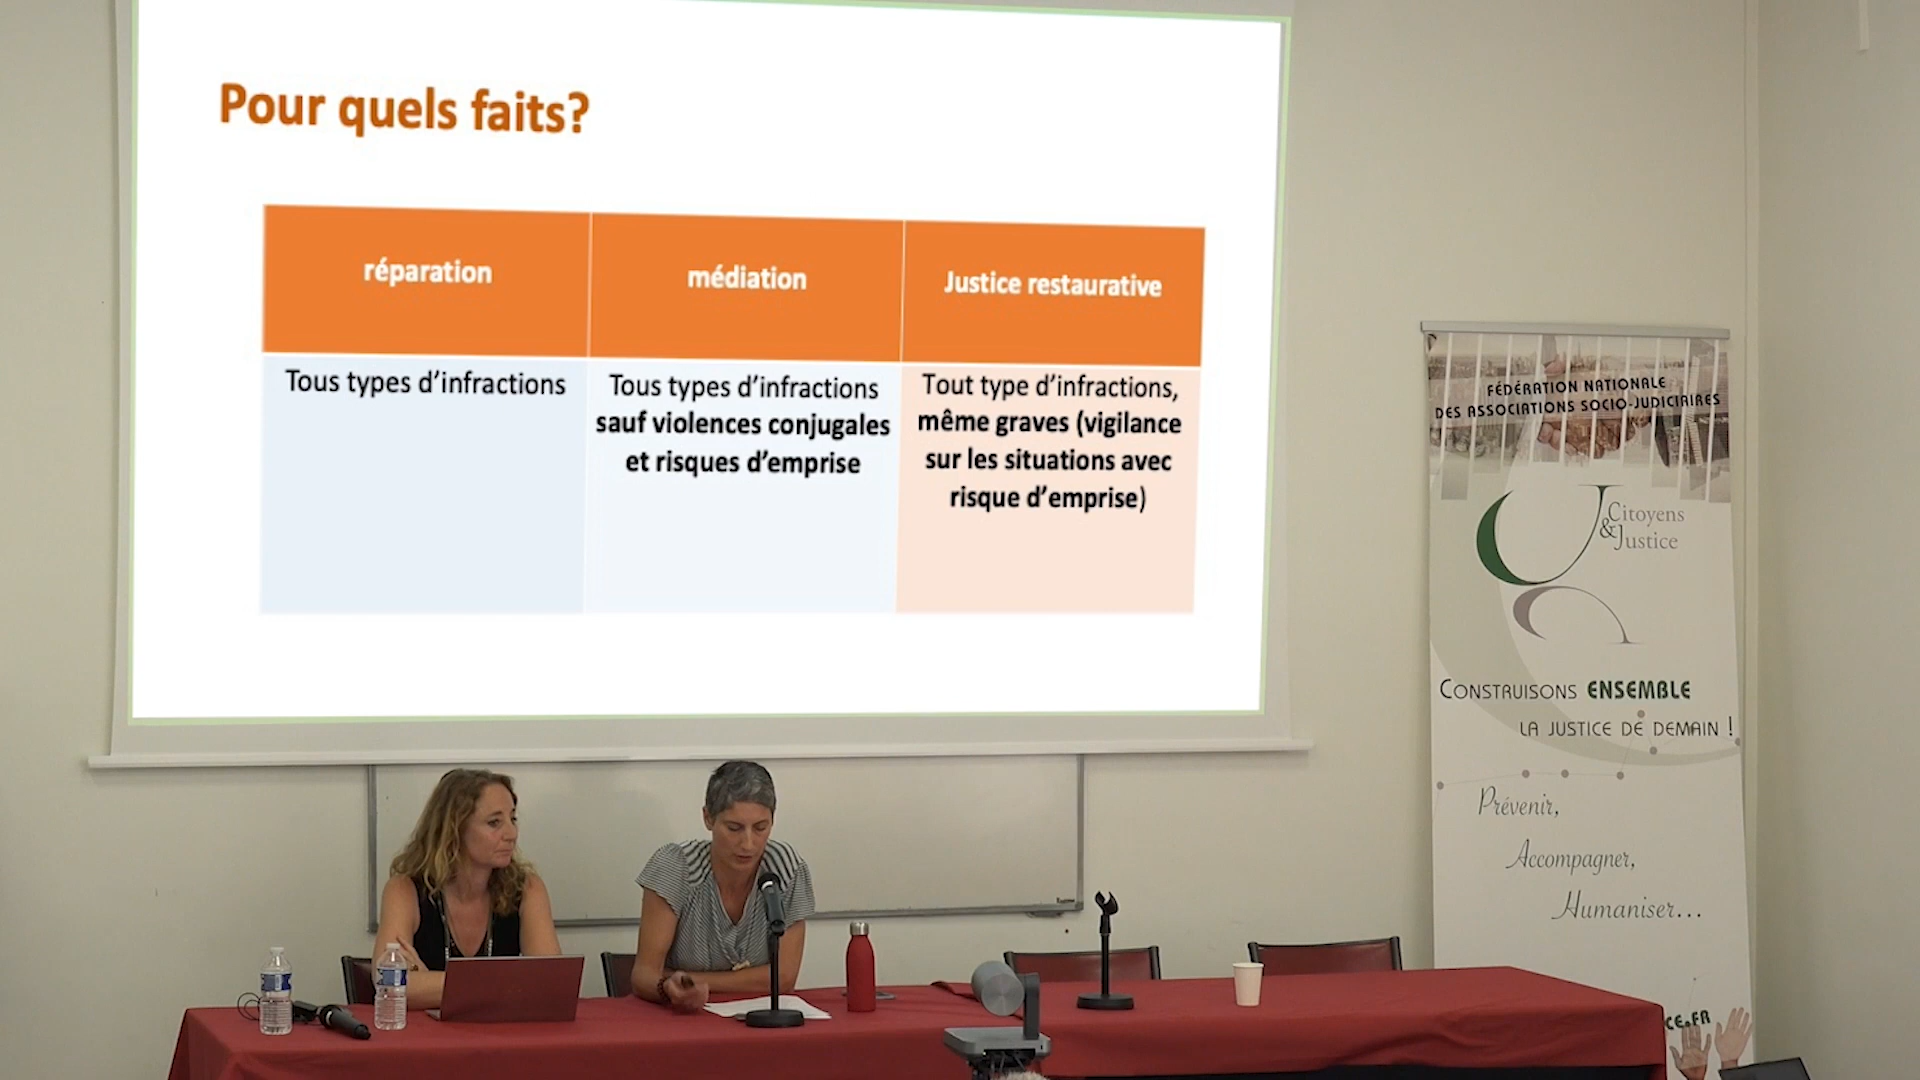 Pour quels faits?
réparation
médiation
Justice restaurative
Tous types d’infractions
Tous types d’infractions
sauf violences conjugales
et risques d’emprise
Tout type d’infractions,
même graves (vigilance
sur les situations avec
risque d’emprise)
FÉDÉRATION NATIONALE
DES ASSOCIATIONS SOCIO-JUDICIAIRES
Citoyens
&
Justice
CONSTRUISONS ENSEMBLE
LA JUSTICE DE DEMAIN !
Prévenir,
Accompagner,
Humaniser...
CE.FR